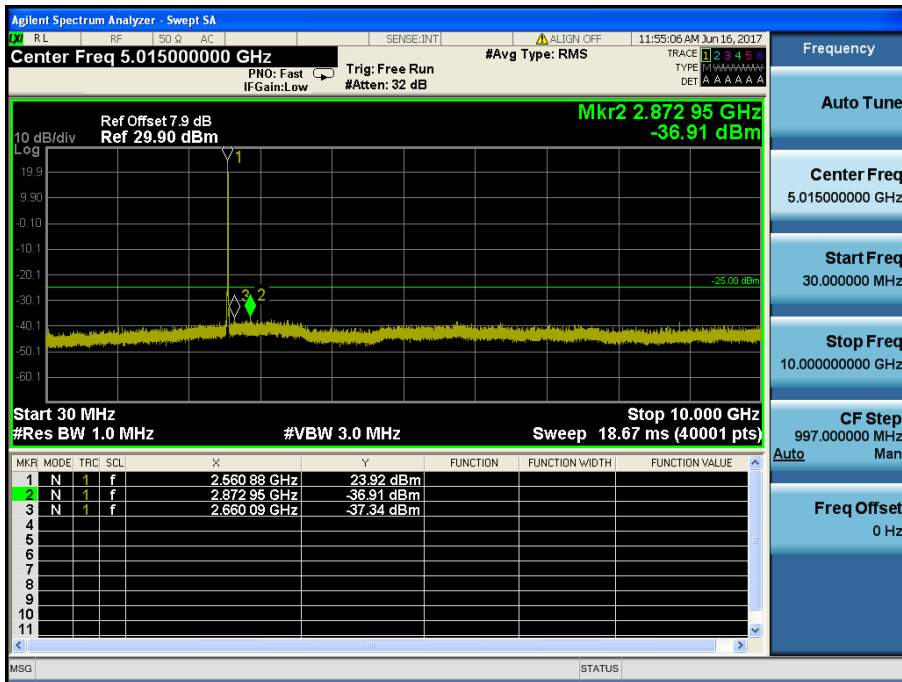 Agilent Spectrum Analyzer - Swept SA
LXI RL RF 50 Ω AC SENSE:INT ALIGN OFF 11:55:06 AM Jun 16, 2017
Center Freq 5.015000000 GHz
PNO: Fast
IFGain:Low
Trig: Free Run
#Atten: 32 dB
#Avg Type: RMS
TRACE 1 2 3 4 5 6
TYPE M
DET A A A A A A
Mkr2 2.872 95 GHz
-36.91 dBm
Ref Offset 7.9 dB
10 dB/div Ref 29.90 dBm
Log
1
19.9
9.90
-0.10
-10.1
-20.1
-25.00 dBm
3 2
-30.1
-40.1
-50.1
-60.1
Start 30 MHz Stop 10.000 GHz
#Res BW 1.0 MHz #VBW 3.0 MHz Sweep 18.67 ms (40001 pts)
MKR MODE TRC SCL X Y FUNCTION FUNCTION WIDTH FUNCTION VALUE
1 N 1 f 2.560 88 GHz 23.92 dBm
2 N 1 f 2.872 95 GHz -36.91 dBm
3 N 1 f 2.660 09 GHz -37.34 dBm
4
5
6
7
8
9
10
11
MSG STATUS
Frequency
Auto Tune
Center Freq
5.015000000 GHz
Start Freq
30.000000 MHz
Stop Freq
10.000000000 GHz
CF Step
997.000000 MHz
Auto Man
Freq Offset
0 Hz